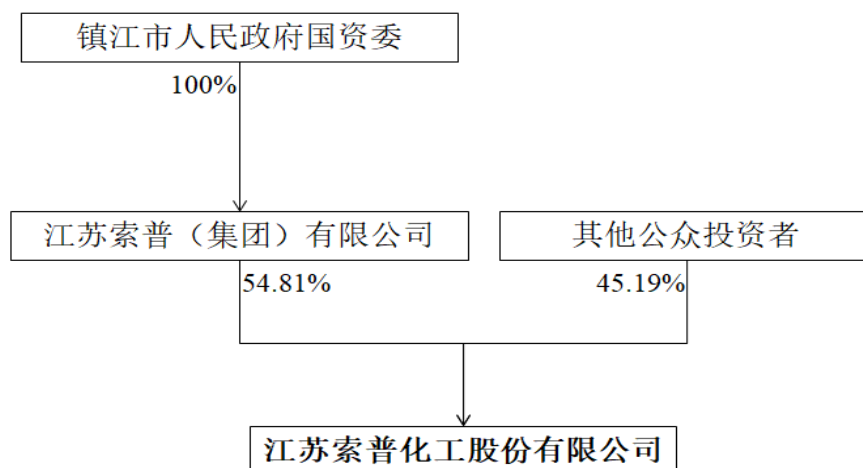 镇江市人民政府国资委
100%
江苏索普（集团）有限公司
其他公众投资者
54.81%
45.19%
江苏索普化工股份有限公司